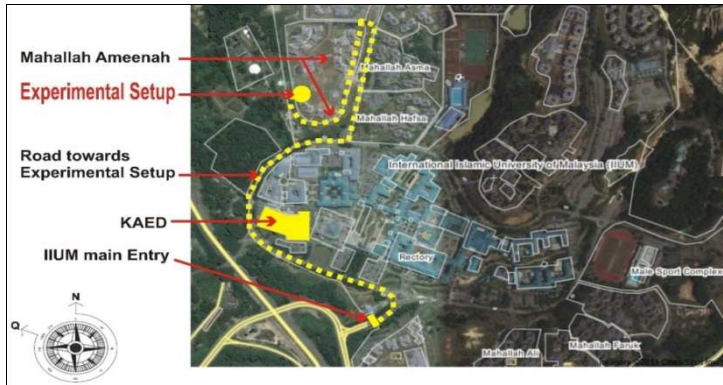 Mahallah Ameenah
Experimental Setup
Road towards
Experimental Setup
KAED
IIUM main Entry
N
Q
Mahallah Asma
Mahallah Hafsa
International Islamic University of Malaysia (IIUM)
Rectory
Male Sport Complex
Mahallah Ali
Mahallah Faruk